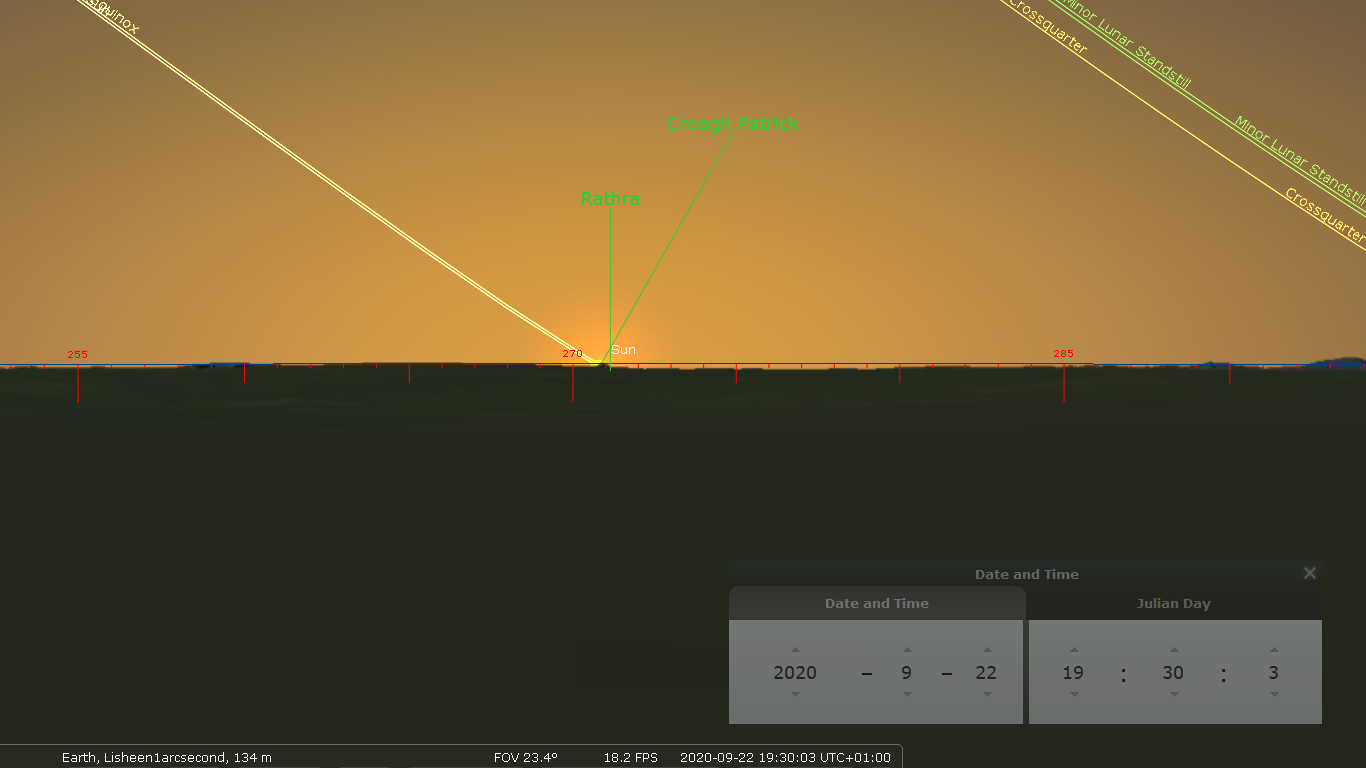 Equinox
Crossquarter
Minor Lunar Standstill
Minor Lunar Standstill
Crossquarter
Croagh Patrick
Rathra
Sun
255
270
285
Date and Time
Date and Time
Julian Day
2020 – 9 – 22
19 : 30 : 3
Earth, Lisheen1arcsecond, 134 m
FOV 23.4°
18.2 FPS
2020-09-22 19:30:03 UTC+01:00